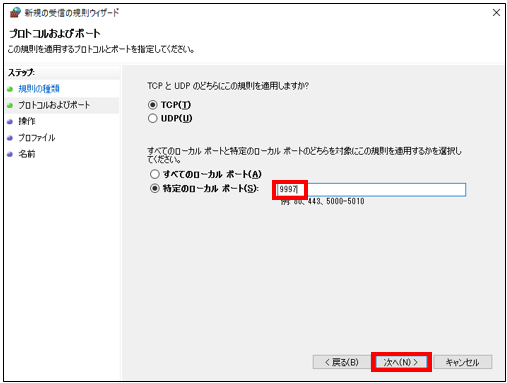 新規の受信の規則ウィザード
プロトコルおよびポート
この規則を適用するプロトコルとポートを指定してください。
ステップ:
規則の種類
プロトコルおよびポート
操作
プロファイル
名前
TCP と UDP のどちらにこの規則を適用しますか?
TCP(T)
UDP(U)
すべてのローカル ポートと特定のローカル ポートのどちらを対象にこの規則を適用するかを選択し
てください。
すべてのローカル ポート(A)
特定のローカル ポート(S):
9997
例: 80、443、5000-5010
< 戻る(B)
次へ(N) >
キャンセル